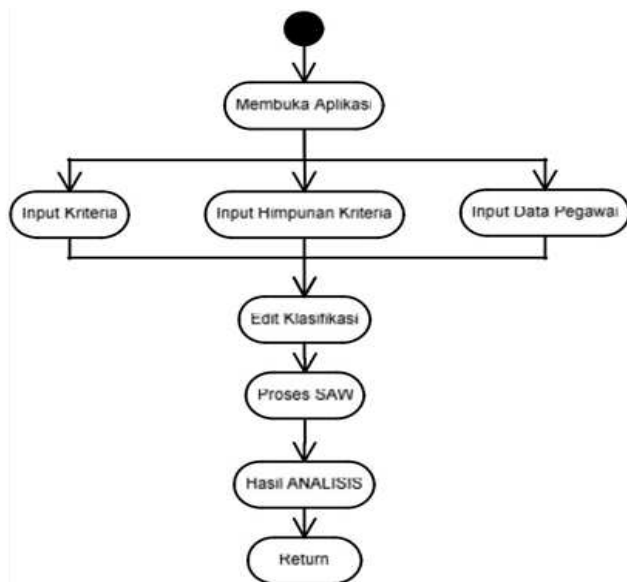 Membuka Aplikasi
Input Kriteria
Input Himpunan Kriteria
Input Data Pegawai
Edit Klasifikasi
Proses SAW
Hasil ANALISIS
Return